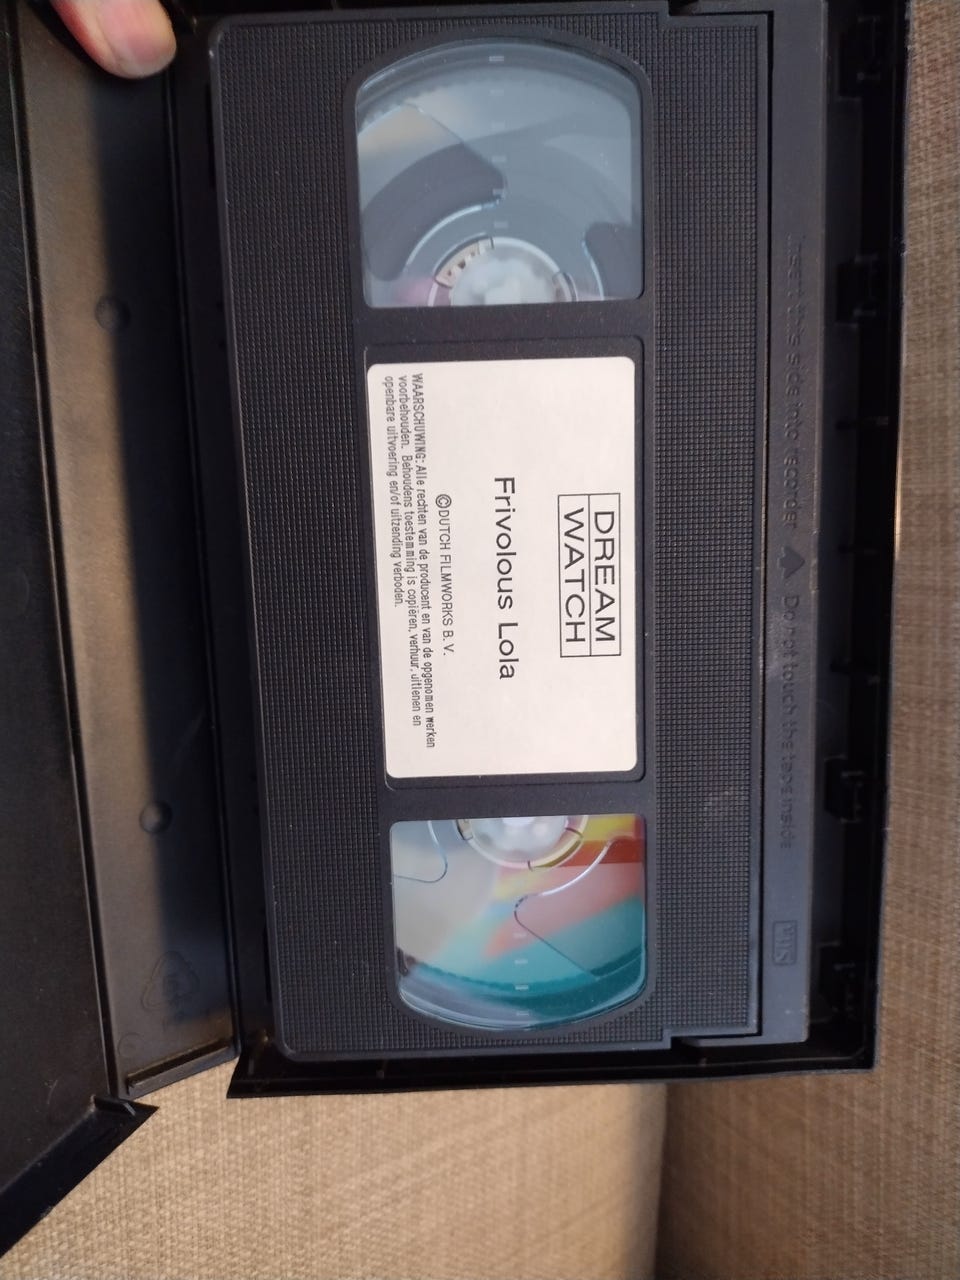 DREAM
WATCH
Frivolous Lola
©DUTCH FILMWORKS B.V.
WAARSCHUWING: Alle rechten van de producent en van de opgenomen werken
voorbehouden. Behoudens toestemming is copiëren, verhuur, uitlenen en
openbare uitvoering en/of uitzending verboden.
Insert this side into recorder Do not touch the tape inside
VHS